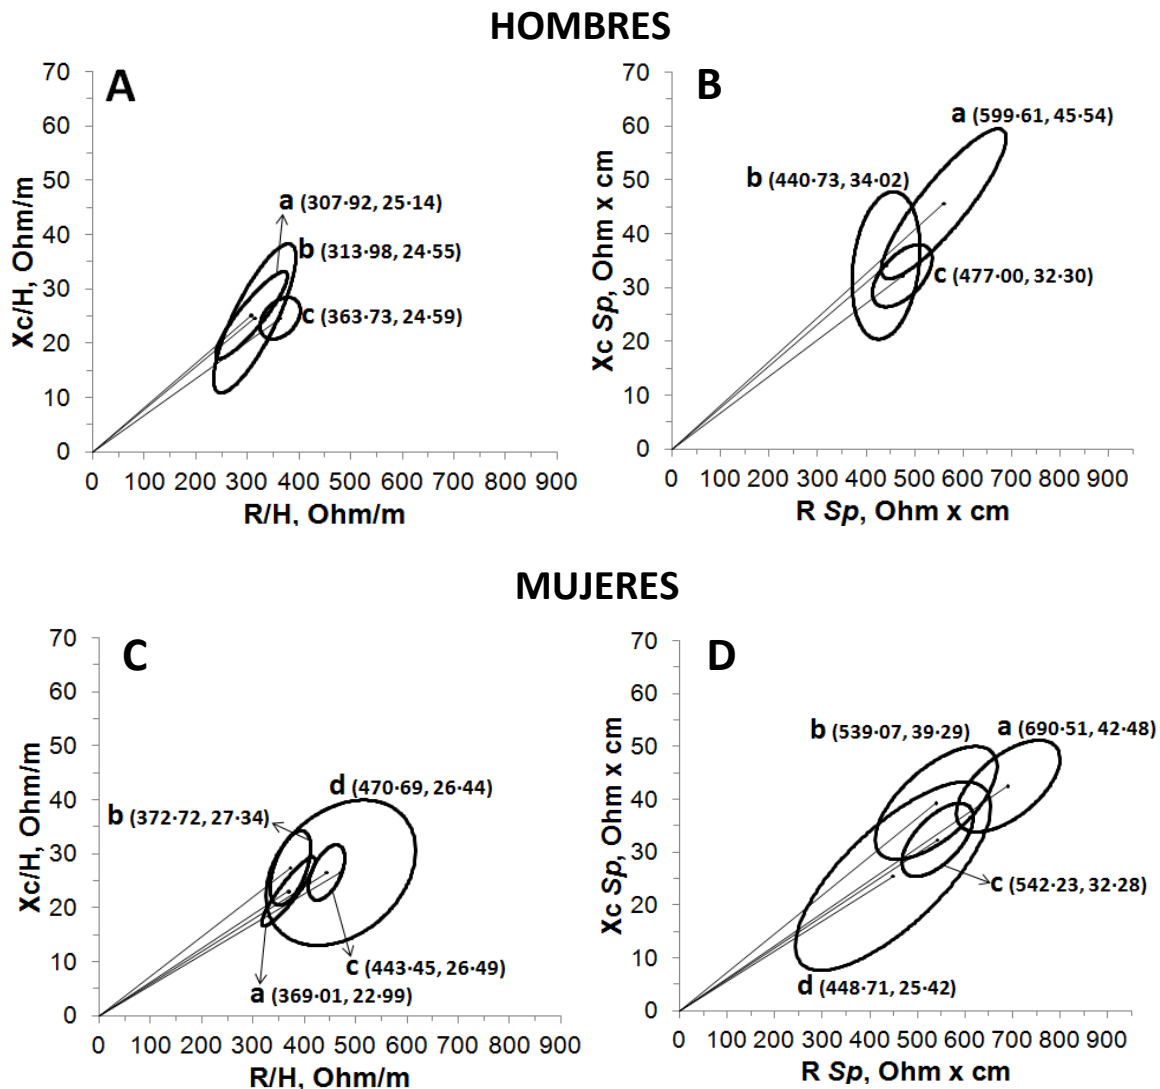 HOMBRES
A
Xc/H, Ohm/m
70
60
50
40
30
20
10
0
a (307·92, 25·14)
b (313·98, 24·55)
c (363·73, 24·59)
0 100 200 300 400 500 600 700 800 900
R/H, Ohm/m
B
Xc Sp, Ohm x cm
70
60
50
40
30
20
10
0
a (599·61, 45·54)
b (440·73, 34·02)
c (477·00, 32·30)
0 100 200 300 400 500 600 700 800 900
R Sp, Ohm x cm
MUJERES
C
Xc/H, Ohm/m
70
60
50
40
30
20
10
0
d (470·69, 26·44)
b (372·72, 27·34)
c (443·45, 26·49)
a (369·01, 22·99)
0 100 200 300 400 500 600 700 800 900
R/H, Ohm/m
D
Xc Sp, Ohm x cm
70
60
50
40
30
20
10
0
b (539·07, 39·29)
a (690·51, 42·48)
c (542·23, 32·28)
d (448·71, 25·42)
0 100 200 300 400 500 600 700 800 900
R Sp, Ohm x cm